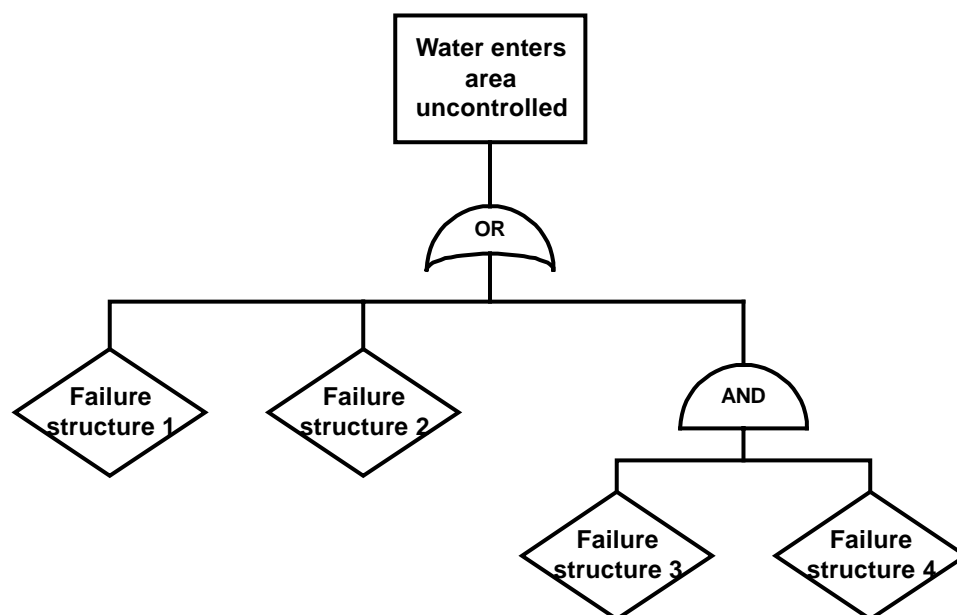 Water enters
area
uncontrolled
OR
Failure
structure 1
Failure
structure 2
AND
Failure
structure 3
Failure
structure 4